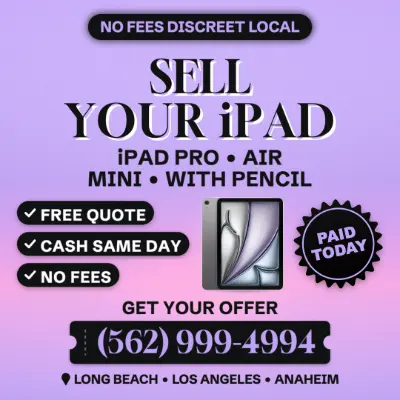 NO FEES DISCREET LOCAL
SELL
YOUR iPAD
iPAD PRO • AIR
MINI • WITH PENCIL
✓ FREE QUOTE
✓ CASH SAME DAY
✓ NO FEES
PAID
TODAY
GET YOUR OFFER
(562) 999-4994
LONG BEACH • LOS ANGELES • ANAHEIM